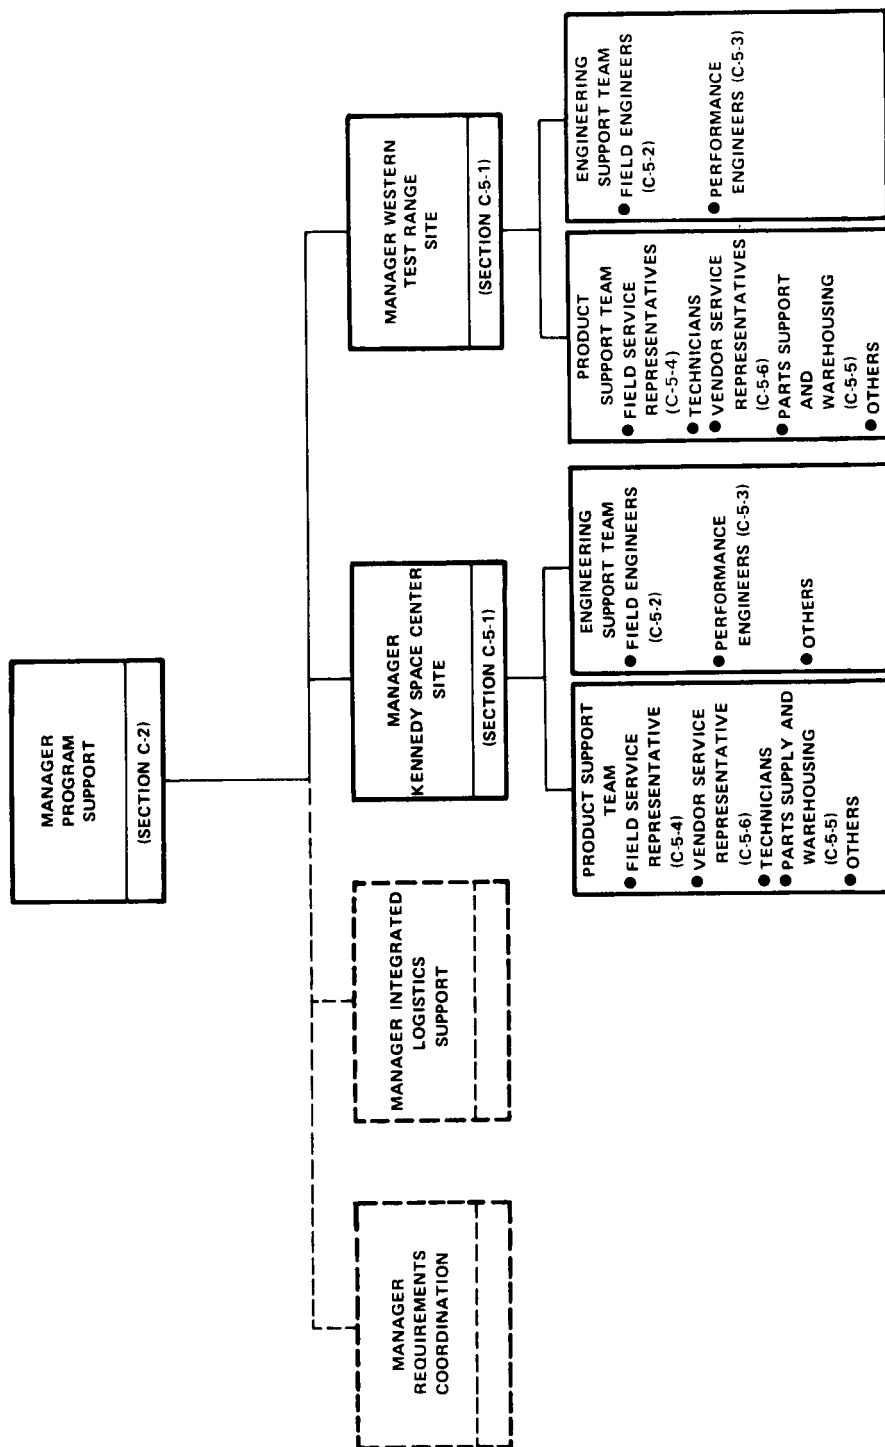 MANAGER
PROGRAM
SUPPORT
(SECTION C-2)
MANAGER
REQUIREMENTS
COORDINATION
MANAGER INTEGRATED
LOGISTICS
SUPPORT
MANAGER
KENNEDY SPACE CENTER
SITE
(SECTION C-5-1)
MANAGER WESTERN
TEST RANGE
SITE
(SECTION C-5-1)
PRODUCT SUPPORT
TEAM
● FIELD SERVICE
REPRESENTATIVE
(C-5-4)
● VENDOR SERVICE
REPRESENTATIVE
(C-5-6)
● TECHNICIANS
● PARTS SUPPLY AND
WAREHOUSING
(C-5-5)
● OTHERS
ENGINEERING
SUPPORT TEAM
● FIELD ENGINEERS
(C-5-2)
● PERFORMANCE
ENGINEERS (C-5-3)
● OTHERS
PRODUCT
SUPPORT TEAM
● FIELD SERVICE
REPRESENTATIVES
(C-5-4)
● TECHNICIANS
● VENDOR SERVICE
REPRESENTATIVES
(C-5-6)
● PARTS SUPPORT
AND
WAREHOUSING
(C-5-5)
● OTHERS
ENGINEERING
SUPPORT TEAM
● FIELD ENGINEERS
(C-5-2)
● PERFORMANCE
ENGINEERS (C-5-3)